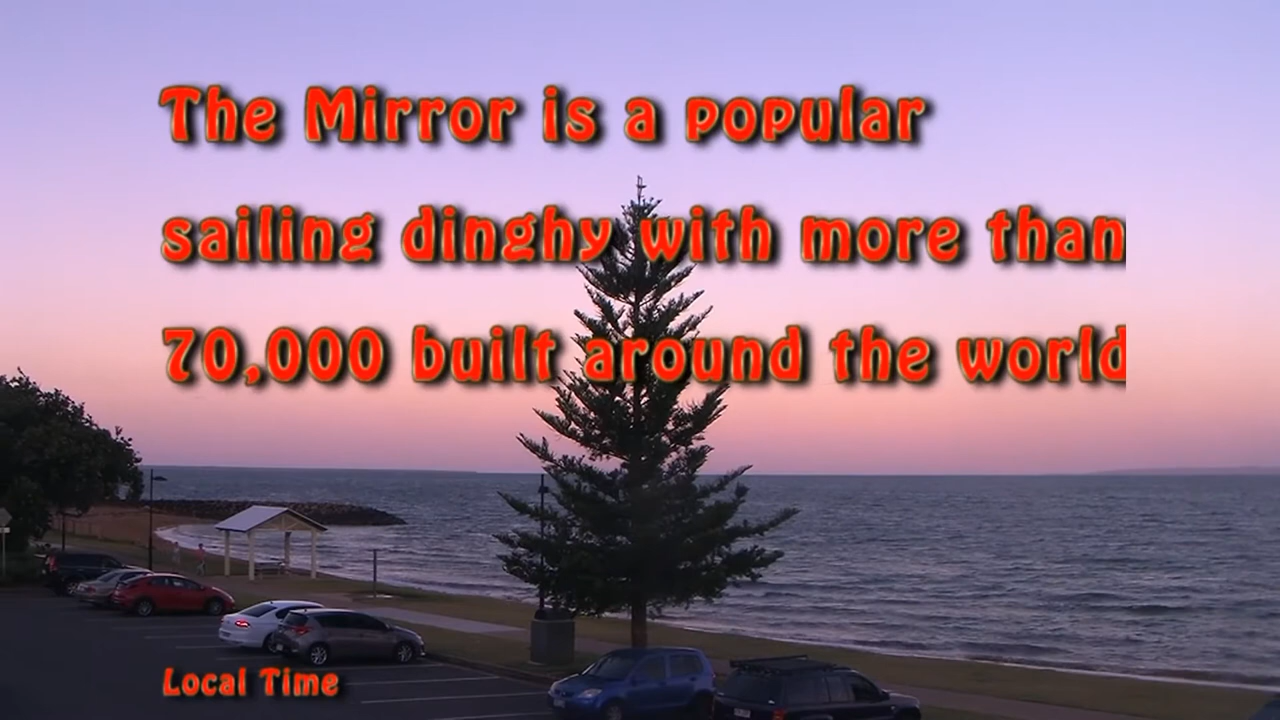 The Mirror is a popular
sailing dinghy with more than
70,000 built around the world
Local Time